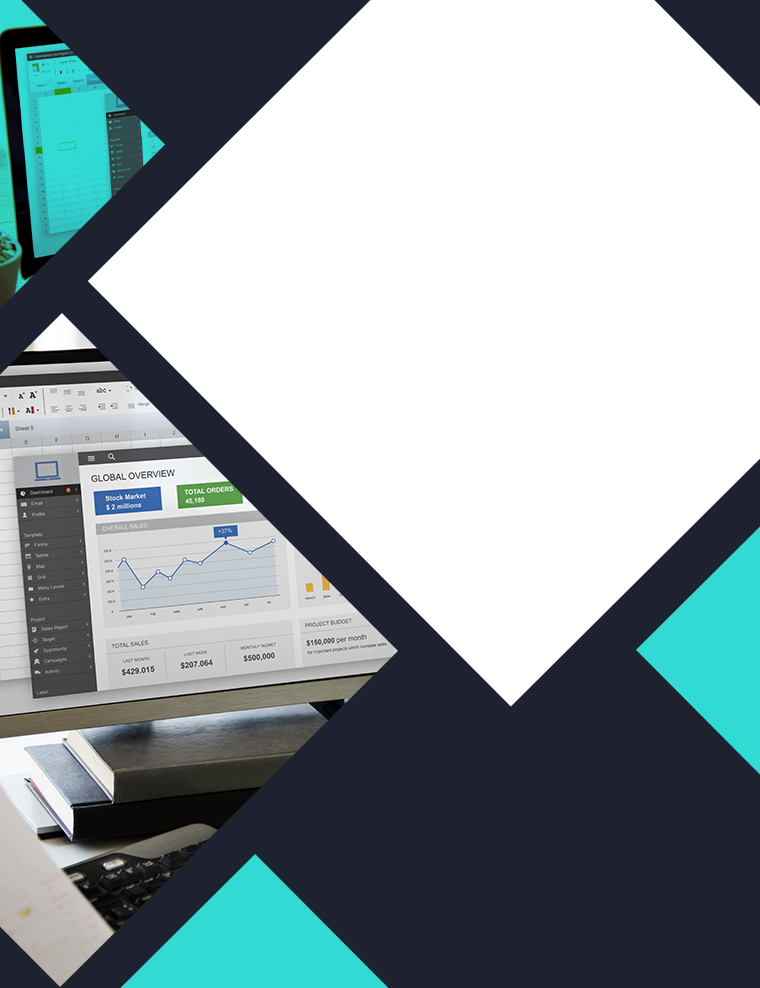 abc
Merge
Sheet 5
E F G H I J
GLOBAL OVERVIEW
Dashboard
Email
Profile
Stock Market
$ 2 millions
TOTAL ORDERS
45,180
OVERALL SALES
+37%
Template
Forms
Tables
Map
Grid
Menu Levels
Extra
Project
Sales Report
Target
Opportunity
Campaigns
Activity
Label
TOTAL SALES
LAST MONTH
$429.015
LAST WEEK
$207.064
MONTHLY TAGRET
$500,000
PROJECT BUDGET
$150,000 per month
for important projects which increase sales